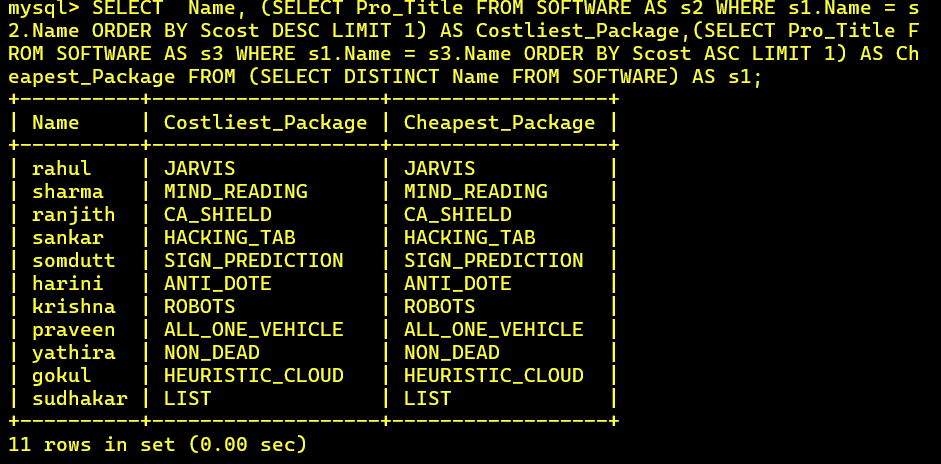 mysql> SELECT  Name, (SELECT Pro_Title FROM SOFTWARE AS s2 WHERE s1.Name = s
2.Name ORDER BY Scost DESC LIMIT 1) AS Costliest_Package,(SELECT Pro_Title F
ROM SOFTWARE AS s3 WHERE s1.Name = s3.Name ORDER BY Scost ASC LIMIT 1) AS Ch
eapest_Package FROM (SELECT DISTINCT Name FROM SOFTWARE) AS s1;
+----------+-------------------+------------------+
| Name     | Costliest_Package | Cheapest_Package |
+----------+-------------------+------------------+
| rahul    | JARVIS            | JARVIS           |
| sharma   | MIND_READING      | MIND_READING     |
| ranjith  | CA_SHIELD         | CA_SHIELD        |
| sankar   | HACKING_TAB       | HACKING_TAB      |
| somdutt  | SIGN_PREDICTION   | SIGN_PREDICTION  |
| harini   | ANTI_DOTE         | ANTI_DOTE        |
| krishna  | ROBOTS            | ROBOTS           |
| praveen  | ALL_ONE_VEHICLE   | ALL_ONE_VEHICLE  |
| yathira  | NON_DEAD          | NON_DEAD         |
| gokul    | HEURISTIC_CLOUD   | HEURISTIC_CLOUD  |
| sudhakar | LIST              | LIST             |
+----------+-------------------+------------------+
11 rows in set (0.00 sec)